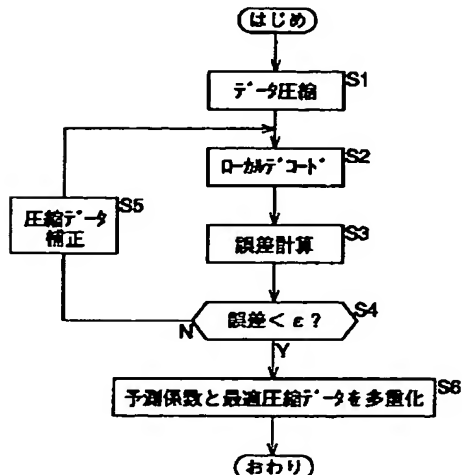 はじめ
データ圧縮
S1
ローカルデコード
S2
圧縮データ
補正
S5
誤差計算
S3
誤差< ε?
S4
N
Y
予測係数と最適圧縮データを多重化
S6
おわり